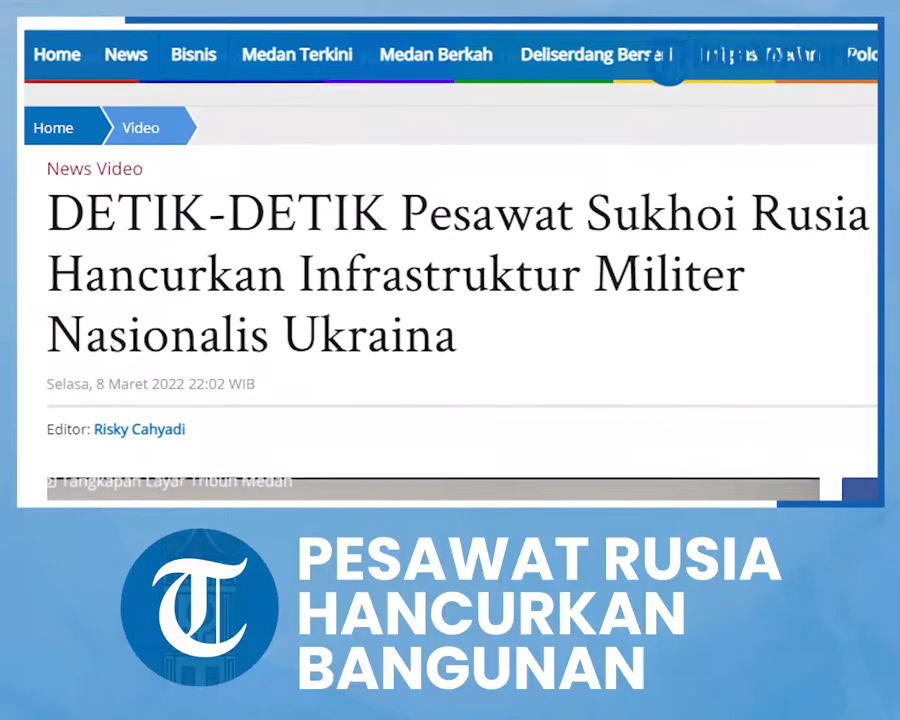 Home News Bisnis Medan Terkini Medan Berkah Deliserdang
Home Video
News Video
DETIK-DETIK Pesawat Sukhoi Rusia
Hancurkan Infrastruktur Militer
Nasionalis Ukraina
Selasa, 8 Maret 2022 22:02 WIB
Editor: Risky Cahyadi
Tangkapan Layar Tribun Medan
T PESAWAT RUSIA
HANCURKAN
BANGUNAN